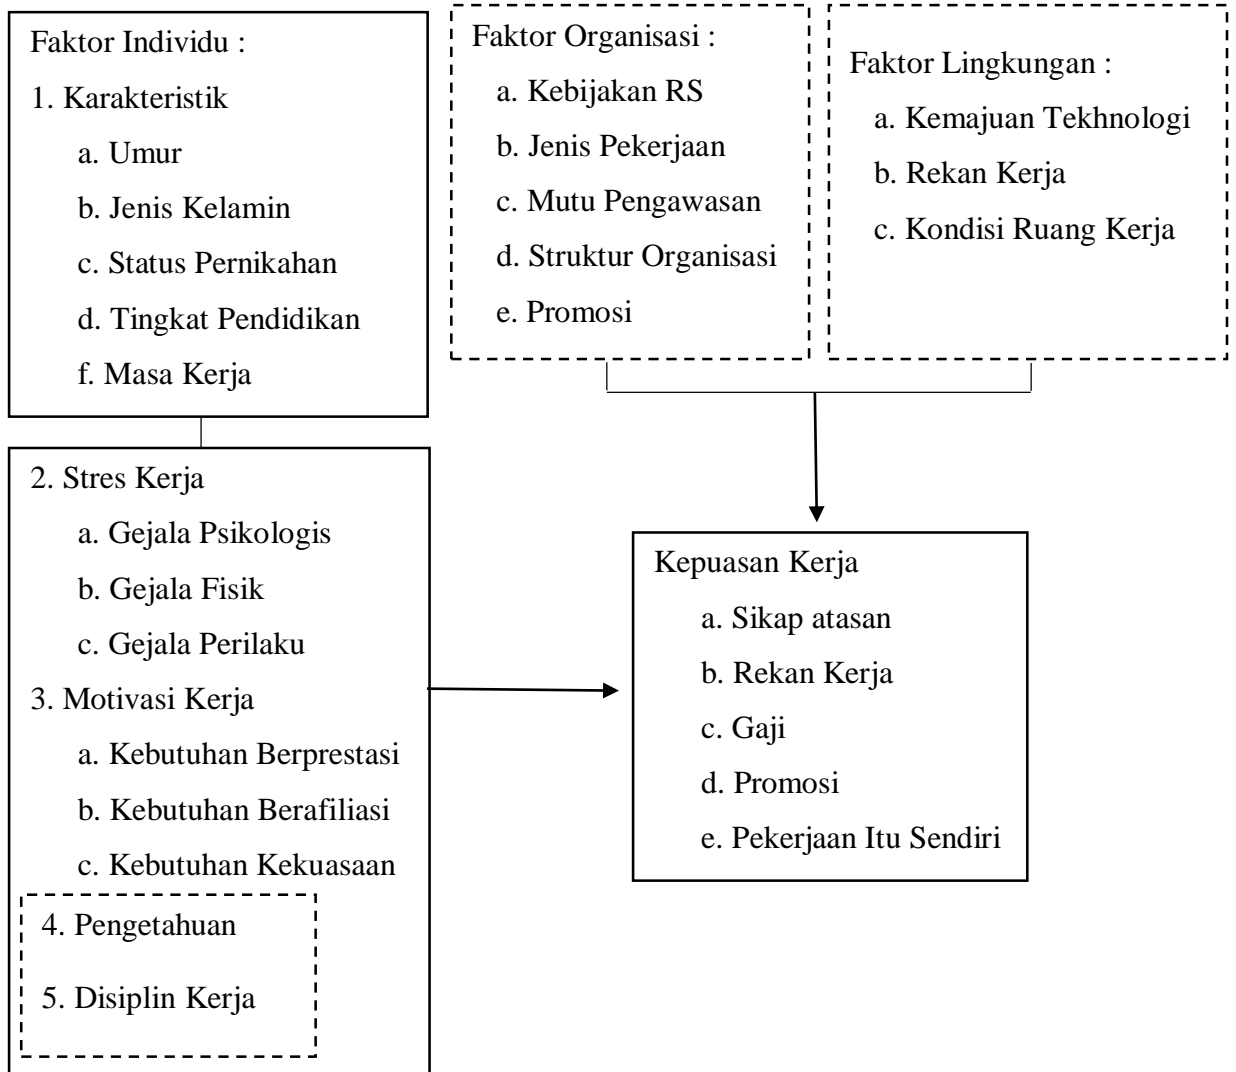 Faktor Individu :
1. Karakteristik
a. Umur
b. Jenis Kelamin
c. Status Pernikahan
d. Tingkat Pendidikan
f. Masa Kerja
Faktor Organisasi :
a. Kebijakan RS
b. Jenis Pekerjaan
c. Mutu Pengawasan
d. Struktur Organisasi
e. Promosi
Faktor Lingkungan :
a. Kemajuan Tekhnologi
b. Rekan Kerja
c. Kondisi Ruang Kerja
2. Stres Kerja
a. Gejala Psikologis
b. Gejala Fisik
c. Gejala Perilaku
3. Motivasi Kerja
a. Kebutuhan Berprestasi
b. Kebutuhan Berafiliasi
c. Kebutuhan Kekuasaan
4. Pengetahuan
5. Disiplin Kerja
Kepuasan Kerja
a. Sikap atasan
b. Rekan Kerja
c. Gaji
d. Promosi
e. Pekerjaan Itu Sendiri